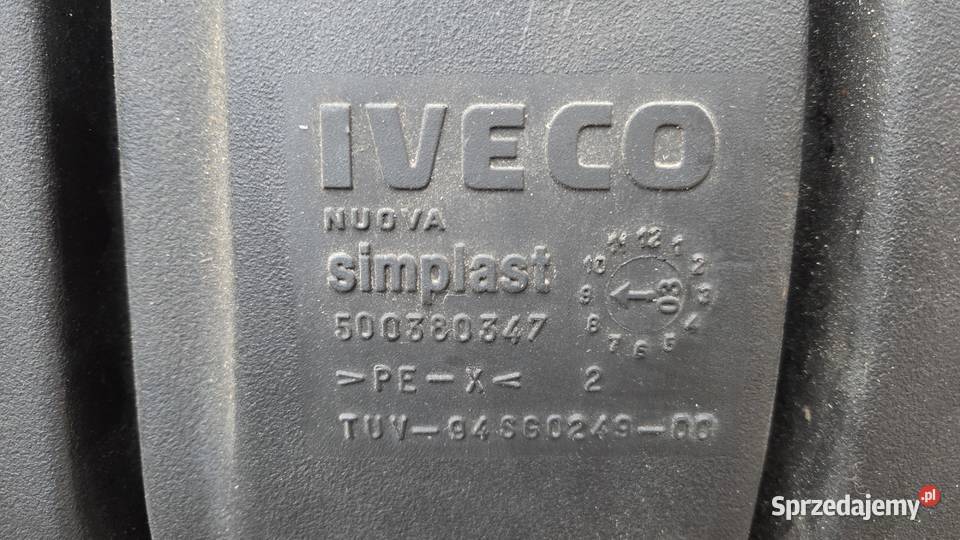 IVECO
NUOVA
simplast
11 12 1
10 2
9 03 3
8 4
7 6 5
500380347
>PE-X< 2
TUV-94SG0249-00
Sprzedajemy.pl